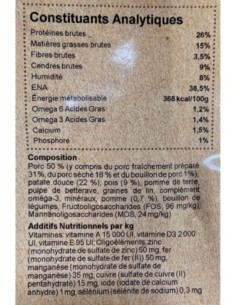 Constituants Analytiques
Protéines brutes 26%
Matières grasses brutes 15%
Fibres brutes 3,5%
Cendres brutes 9%
Humidité 8%
ENA 38,5%
Énergie métabolisable 368 kcal/100g
Omega 6 Acides Gras 1,2%
Omega 3 Acides Gras 1,4%
Calcium 1,5%
Phosphore 1%
Composition
Porc 50 % (y compris du porc fraîchement préparé
31%, du porc séché 18 % et du bouillon de porc 1%),
patate douce (22 %), pois (9 %), pomme de terre,
pulpe de betterave, graines de lin, complément
oméga-3, minéraux, pomme (0,7 %), bouillon de
légumes, Fructooligosaccharides (FOS, 96 mg/kg),
Mannanoligosaccharides (MOS, 24 mg/kg)
Additifs Nutritionnels par kg
Vitamines: vitamine A 15 000 UI, vitamine D3 2 000
UI, vitamine E 95 UI; Oligoéléments: zinc
(monohydrate de sulfate de zinc) 50 mg, fer
(monohydrate de sulfate de fer (II)) 50 mg,
manganèse (monohydrate de sulfate de
manganèse) 35 mg, cuivre (sulfate de cuivre (II)
pentahydraté) 15 mg, iode (iodate de calcium
anhydre) 1 mg, sélénium (sélénite de sodium) 0,3 mg